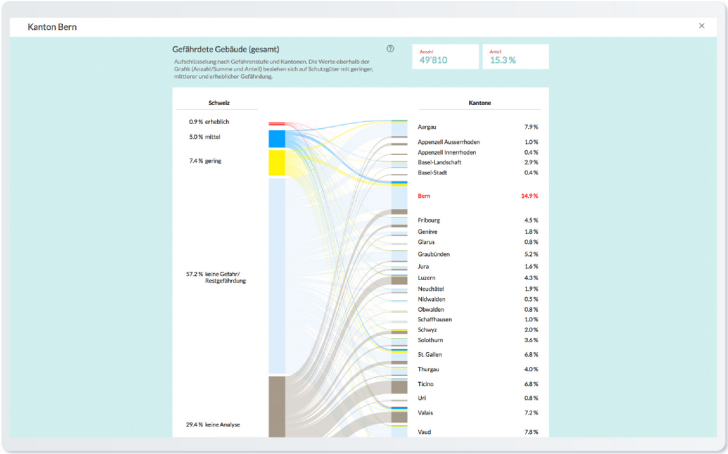 Kanton Bern
×
Gefährdete Gebäude (gesamt)
?
Aufschlüsselung nach Gefahrenstufe und Kantonen. Die Werte oberhalb der
Grafik (Anzahl/Summe und Anteil) beziehen sich auf Schutzgüter mit geringer,
mittlerer und erheblicher Gefährdung.
Anzahl
49'810
Anteil
15.3 %
Schweiz
Kantone
0.9 % erheblich
5.0 % mittel
7.4 % gering
57.2 % keine Gefahr/
Restgefährdung
29.4 % keine Analyse
Aargau 7.9 %
Appenzell Ausserrhoden 1.0 %
Appenzell Innerrhoden 0.4 %
Basel-Landschaft 2.9 %
Basel-Stadt 0.4 %
Bern 14.9 %
Fribourg 4.5 %
Genève 1.8 %
Glarus 0.8 %
Graubünden 5.2 %
Jura 1.6 %
Luzern 4.3 %
Neuchâtel 1.9 %
Nidwalden 0.5 %
Obwalden 0.8 %
Schaffhausen 1.0 %
Schwyz 2.0 %
Solothurn 3.6 %
St. Gallen 6.8 %
Thurgau 4.0 %
Ticino 6.8 %
Uri 0.8 %
Valais 7.2 %
Vaud 7.8 %